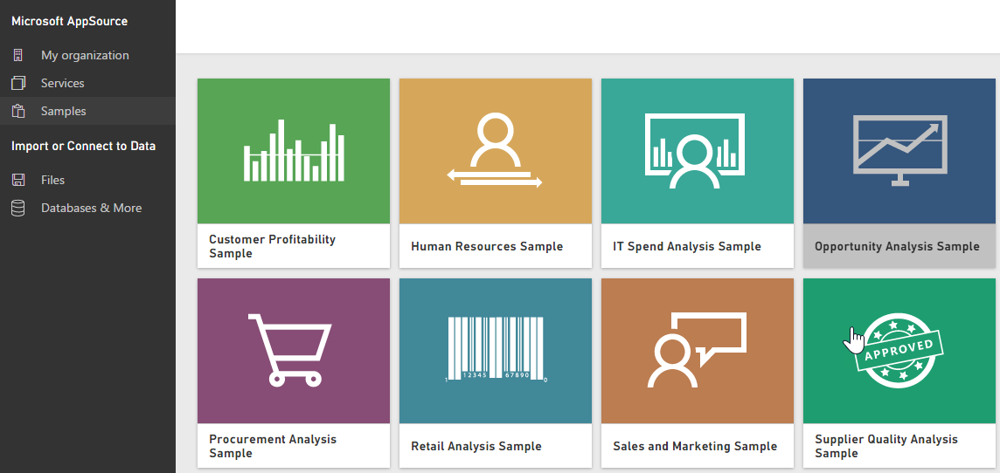 Microsoft AppSource
My organization
Services
Samples
Import or Connect to Data
Files
Databases & More
Customer Profitability
Sample
Human Resources Sample
IT Spend Analysis Sample
Opportunity Analysis Sample
1 12345 67890 0
APPROVED
Procurement Analysis
Sample
Retail Analysis Sample
Sales and Marketing Sample
Supplier Quality Analysis
Sample